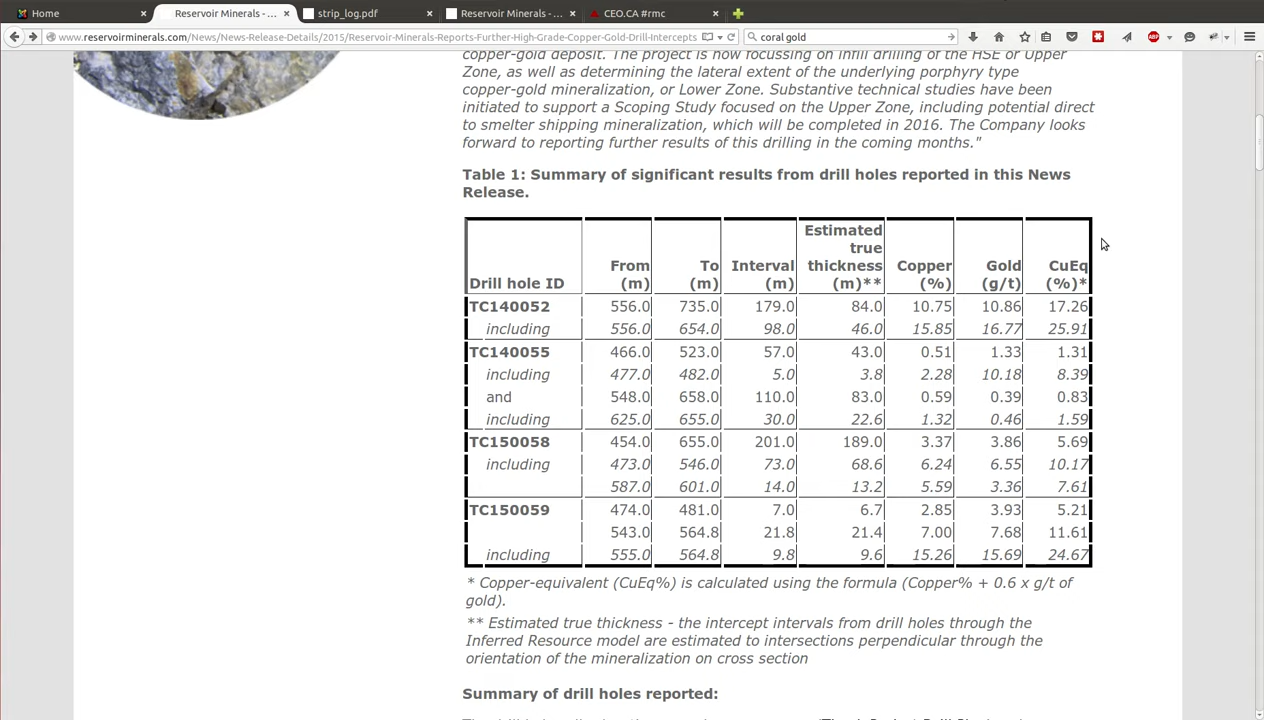 Home
Reservoir Minerals - ...
strip_log.pdf
Reservoir Minerals - ...
CEO.CA #rmc
www.reservoirminerals.com/News/News-Release-Details/2015/Reservoir-Minerals-Reports-Further-High-Grade-Copper-Gold-Drill-Intercepts
coral gold
copper-gold deposit. The project is now focussing on infill drilling of the HSE or Upper
Zone, as well as determining the lateral extent of the underlying porphyry type
copper-gold mineralization, or Lower Zone. Substantive technical studies have been
initiated to support a Scoping Study focused on the Upper Zone, including potential direct
to smelter shipping mineralization, which will be completed in 2016. The Company looks
forward to reporting further results of this drilling in the coming months."
Table 1: Summary of significant results from drill holes reported in this News
Release.
Drill hole ID From (m) To (m) Interval (m) Estimated true thickness (m)** Copper (%) Gold (g/t) CuEq (%)*
TC140052 556.0 735.0 179.0 84.0 10.75 10.86 17.26
including 556.0 654.0 98.0 46.0 15.85 16.77 25.91
TC140055 466.0 523.0 57.0 43.0 0.51 1.33 1.31
including 477.0 482.0 5.0 3.8 2.28 10.18 8.39
and 548.0 658.0 110.0 83.0 0.59 0.39 0.83
including 625.0 655.0 30.0 22.6 1.32 0.46 1.59
TC150058 454.0 655.0 201.0 189.0 3.37 3.86 5.69
including 473.0 546.0 73.0 68.6 6.24 6.55 10.17
587.0 601.0 14.0 13.2 5.59 3.36 7.61
TC150059 474.0 481.0 7.0 6.7 2.85 3.93 5.21
543.0 564.8 21.8 21.4 7.00 7.68 11.61
including 555.0 564.8 9.8 9.6 15.26 15.69 24.67
* Copper-equivalent (CuEq%) is calculated using the formula (Copper% + 0.6 x g/t of
gold).
** Estimated true thickness - the intercept intervals from drill holes through the
Inferred Resource model are estimated to intersections perpendicular through the
orientation of the mineralization on cross section
Summary of drill holes reported: